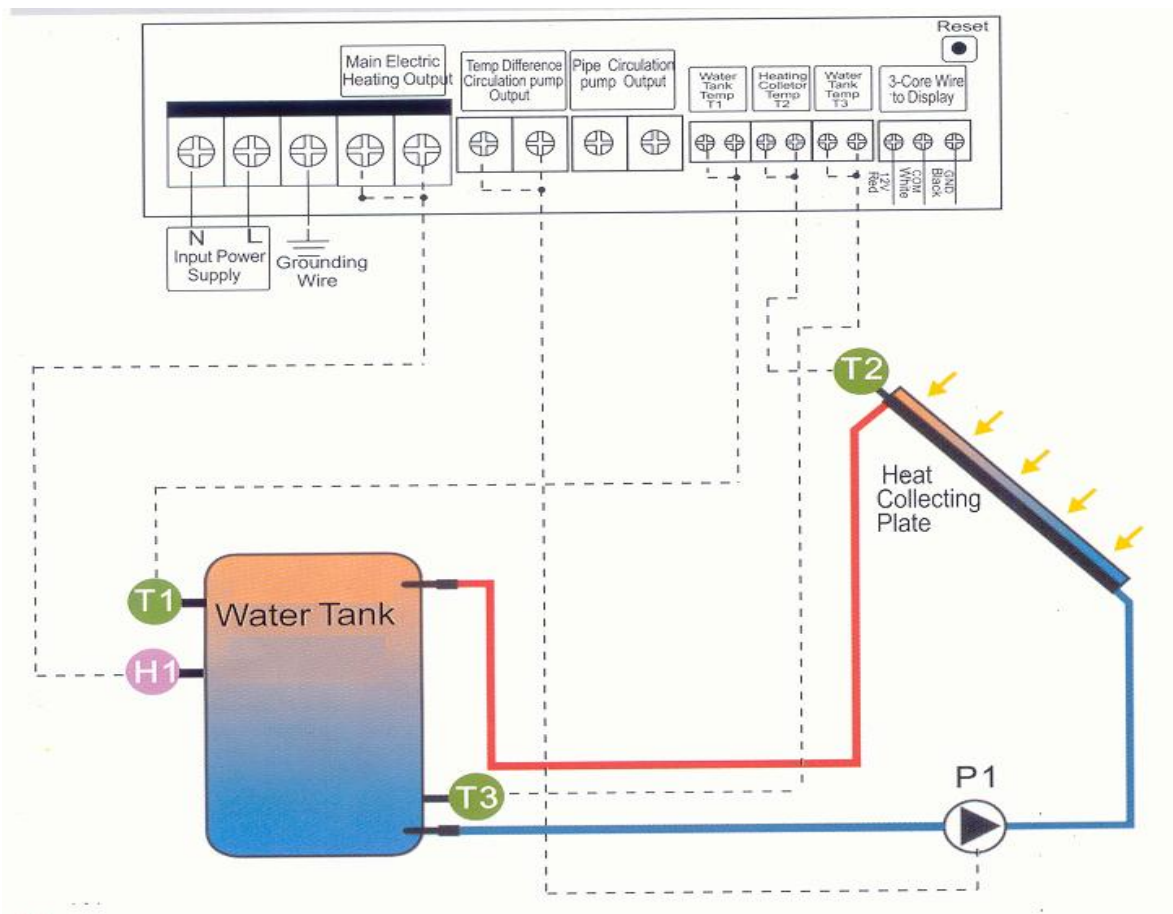 Reset
Main Electric
Heating Output
Temp Difference
Circulation pump
Output
Pipe Circulation
pump Output
Water
Tank
Temp
T1
Heating
Colletor
Temp
T2
Water
Tank
Temp
T3
3-Core Wire
to Display
Red
12V
White
COM
Black
GND
N
L
Input Power
Supply
Grounding
Wire
T2
Heat
Collecting
Plate
T1
Water Tank
H1
T3
P1